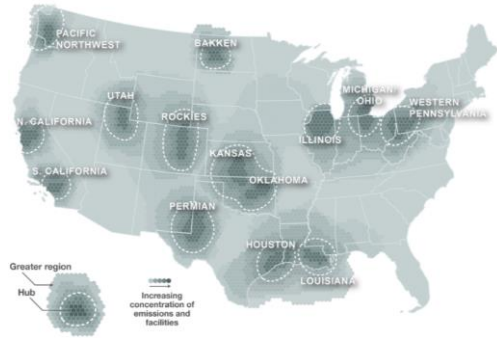 PACIFIC
NORTHWEST
BAKKEN
UTAH
ROCKIES
N. CALIFORNIA
S. CALIFORNIA
KANSAS
OKLAHOMA
PERMIAN
ILLINOIS
MICHIGAN/
OHIO
WESTERN
PENNSYLVANIA
HOUSTON
LOUISIANA
Greater region
Hub
Increasing
concentration of
emissions and
facilities